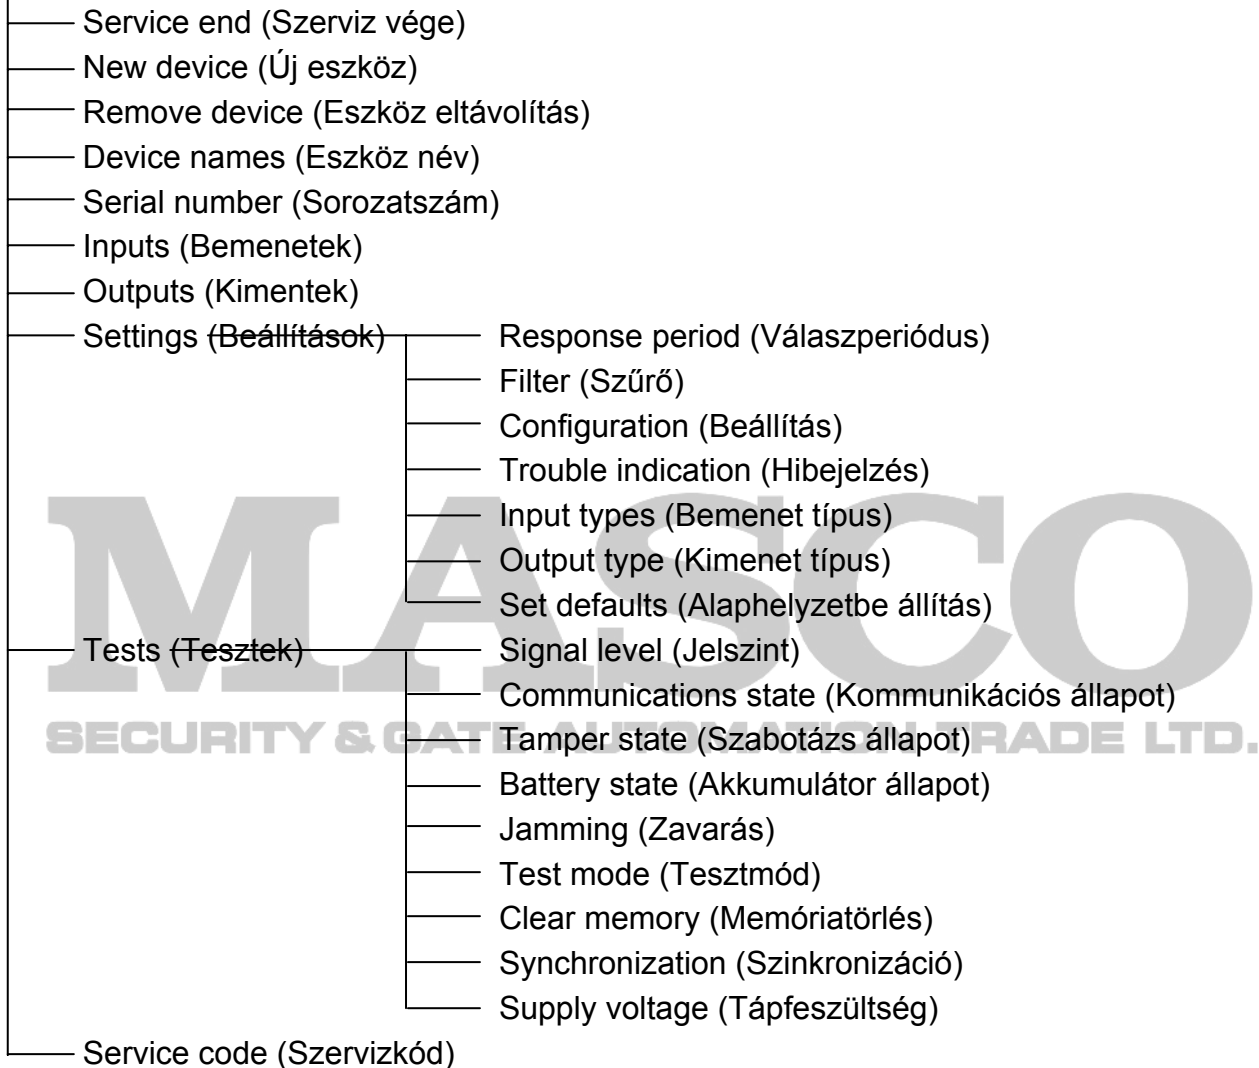 Service end (Szerviz vége)
New device (Új eszköz)
Remove device (Eszköz eltávolítás)
Device names (Eszköz név)
Serial number (Sorozatszám)
Inputs (Bemenetek)
Outputs (Kimentek)
Settings (Beállítások) Response period (Válaszperiódus)
Filter (Szűrő)
Configuration (Beállítás)
Trouble indication (Hibejelzés)
Input types (Bemenet típus)
Output type (Kimenet típus)
Set defaults (Alaphelyzetbe állítás)
Tests (Tesztek) Signal level (Jelszint)
Communications state (Kommunikációs állapot)
Tamper state (Szabotázs állapot)
Battery state (Akkumulátor állapot)
Jamming (Zavarás)
Test mode (Tesztmód)
Clear memory (Memóriatörlés)
Synchronization (Szinkronizáció)
Supply voltage (Tápfeszültség)
Service code (Szervizkód)
MASCO
SECURITY & GATE AUTOMATION TRADE LTD.